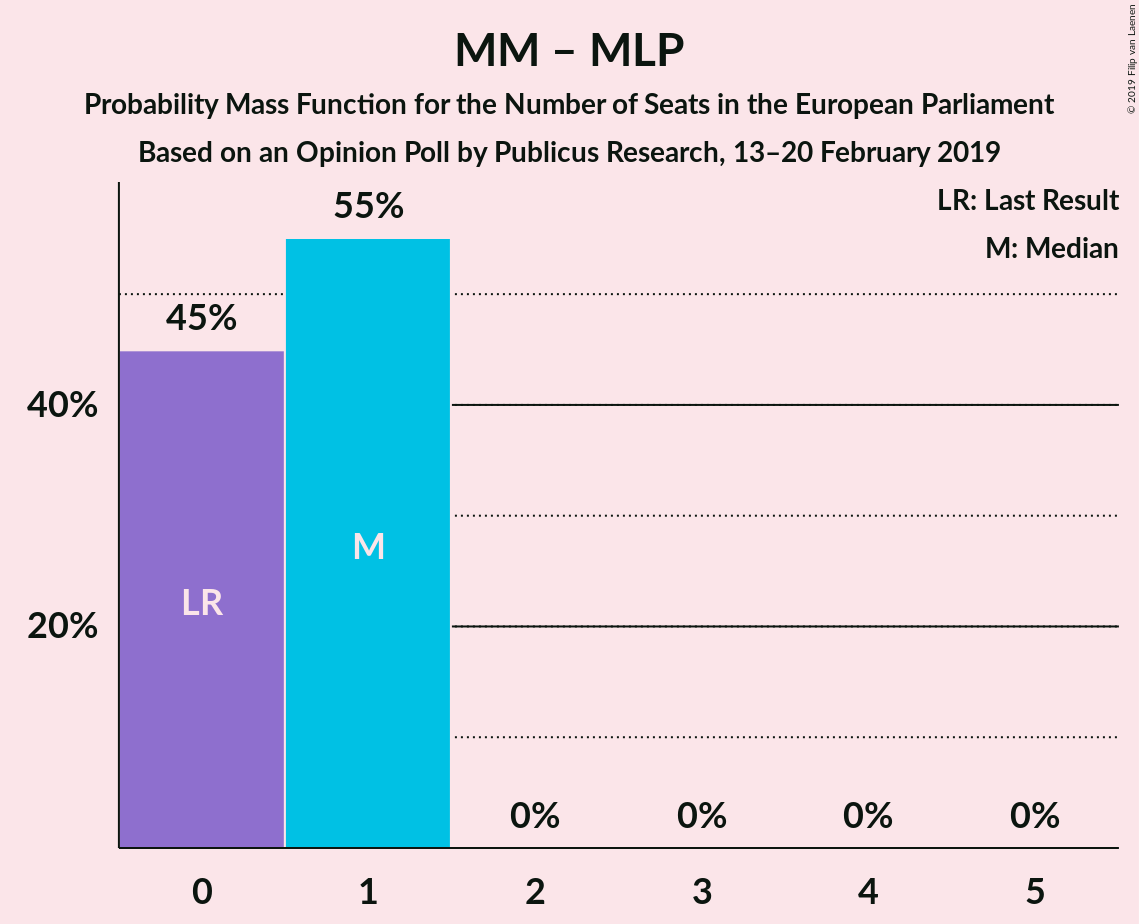 MM – MLP
Probability Mass Function for the Number of Seats in the European Parliament
Based on an Opinion Poll by Publicus Research, 13–20 February 2019
© 2019 Filip van Laenen
LR: Last Result
M: Median
55%
45%
40%
20%
LR
M
0%
0%
0%
0%
0
1
2
3
4
5